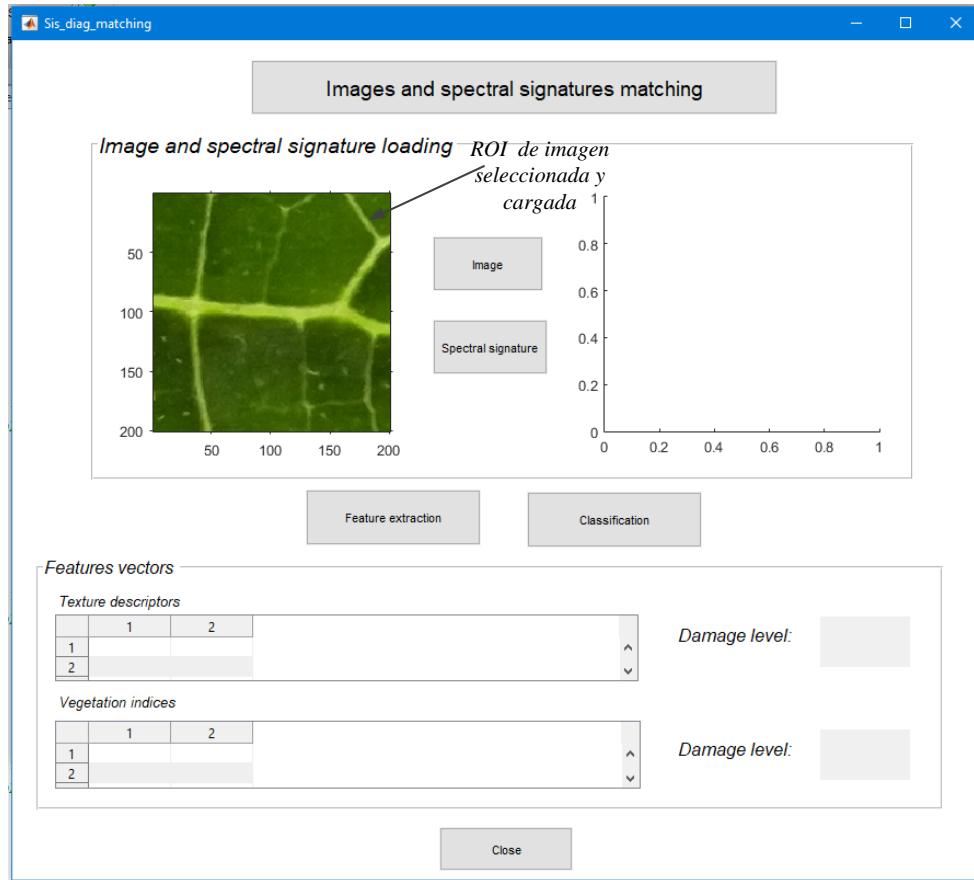 Sis_diag_matching
Images and spectral signatures matching
Image and spectral signature loading
ROI de imagen
seleccionada y
cargada
50
100
150
200
50 100 150 200
Image
Spectral signature
1
0.8
0.6
0.4
0.2
0
0 0.2 0.4 0.6 0.8 1
Feature extraction
Classification
Features vectors
Texture descriptors
1 2
1
2
Damage level:
Vegetation indices
1 2
1
2
Damage level:
Close